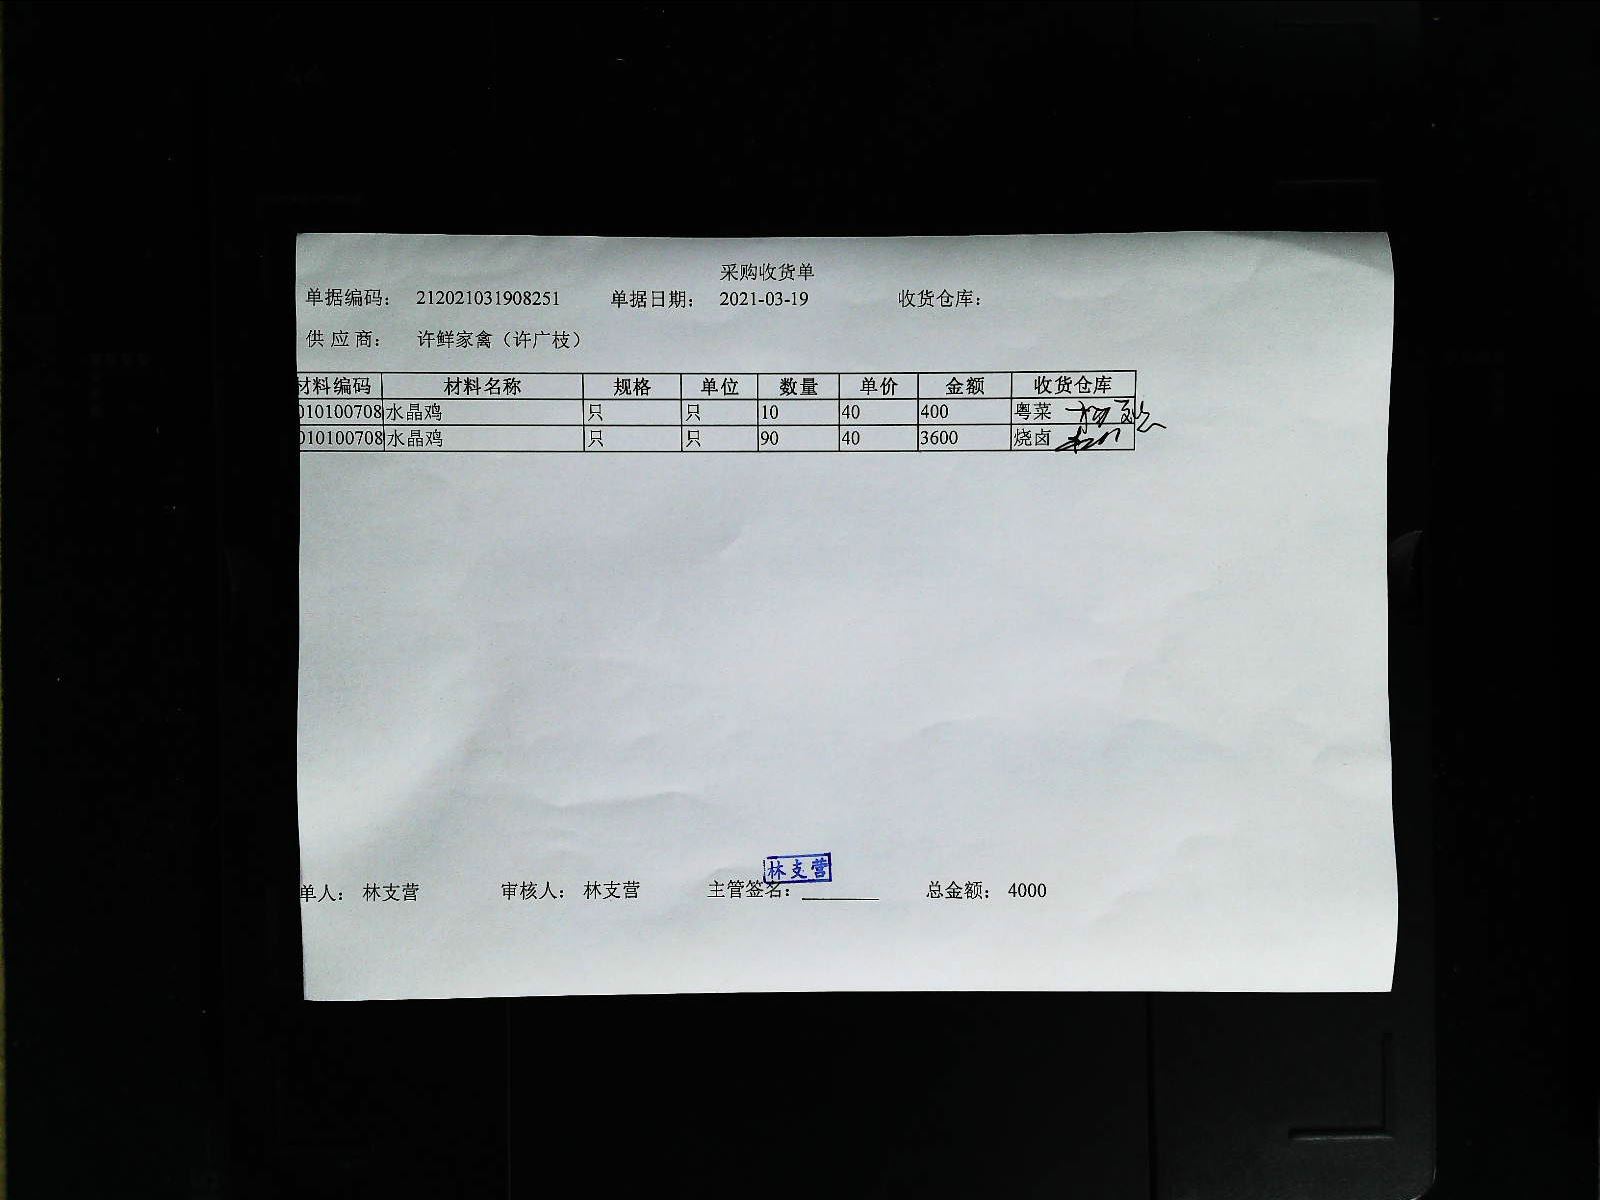 采购收货单
单据编码： 212021031908251 单据日期： 2021-03-19 收货仓库：
供应商： 许鲜家禽（许广枝）
材料编码 材料名称 规格 单位 数量 单价 金额 收货仓库
010100708 水晶鸡 只 只 10 40 400 粤菜
010100708 水晶鸡 只 只 90 40 3600 烧卤
林支营
单人： 林支营 审核人： 林支营 主管签名： 总金额： 4000